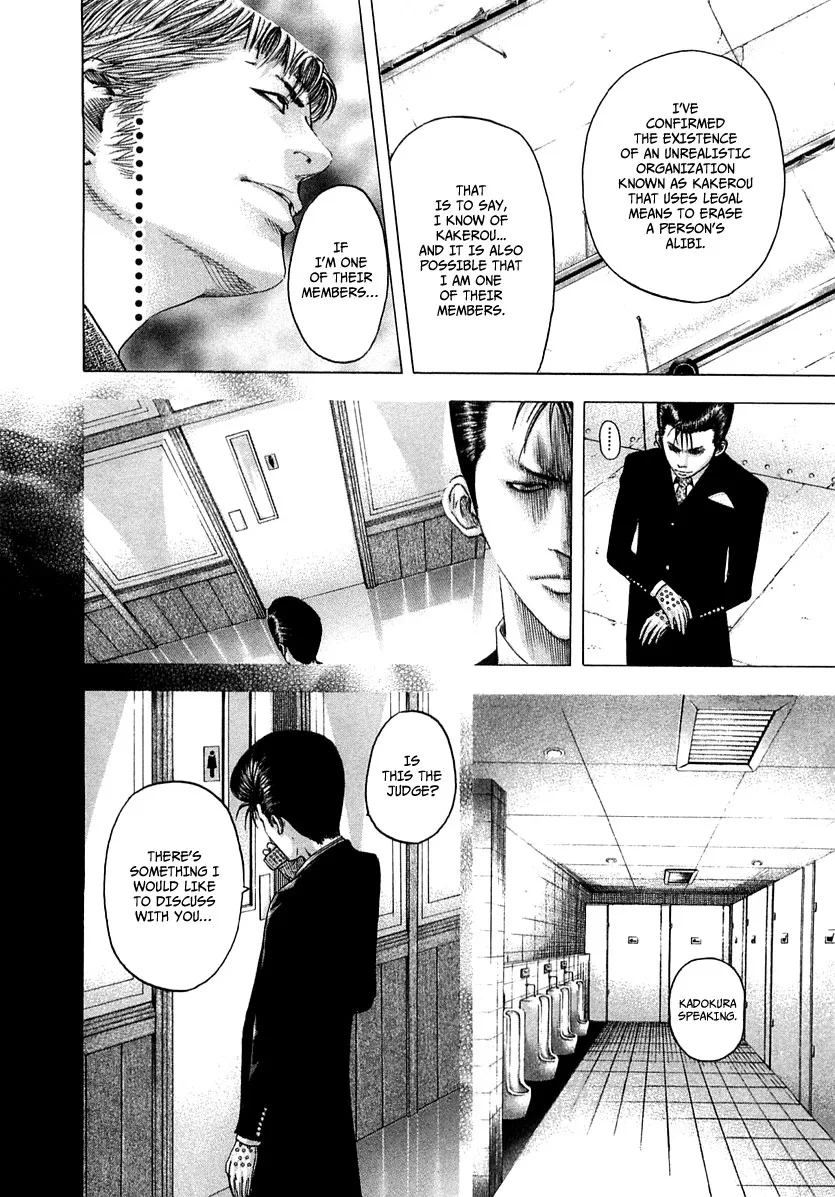 I'VE
CONFIRMED
THE EXISTENCE
OF AN UNREALISTIC
ORGANIZATION
KNOWN AS KAKEROU
THAT USES LEGAL
MEANS TO ERASE
A PERSON'S
ALIBI.
THAT
IS TO SAY,
I KNOW OF
KAKEROU...
AND IT IS ALSO
POSSIBLE THAT
I AM ONE
OF THEIR
MEMBERS.
IF
I'M ONE
OF THEIR
MEMBERS...
KADOKURA
SPEAKING.
IS
THIS THE
JUDGE?
THERE'S
SOMETHING I
WOULD LIKE
TO DISCUSS
WITH YOU...